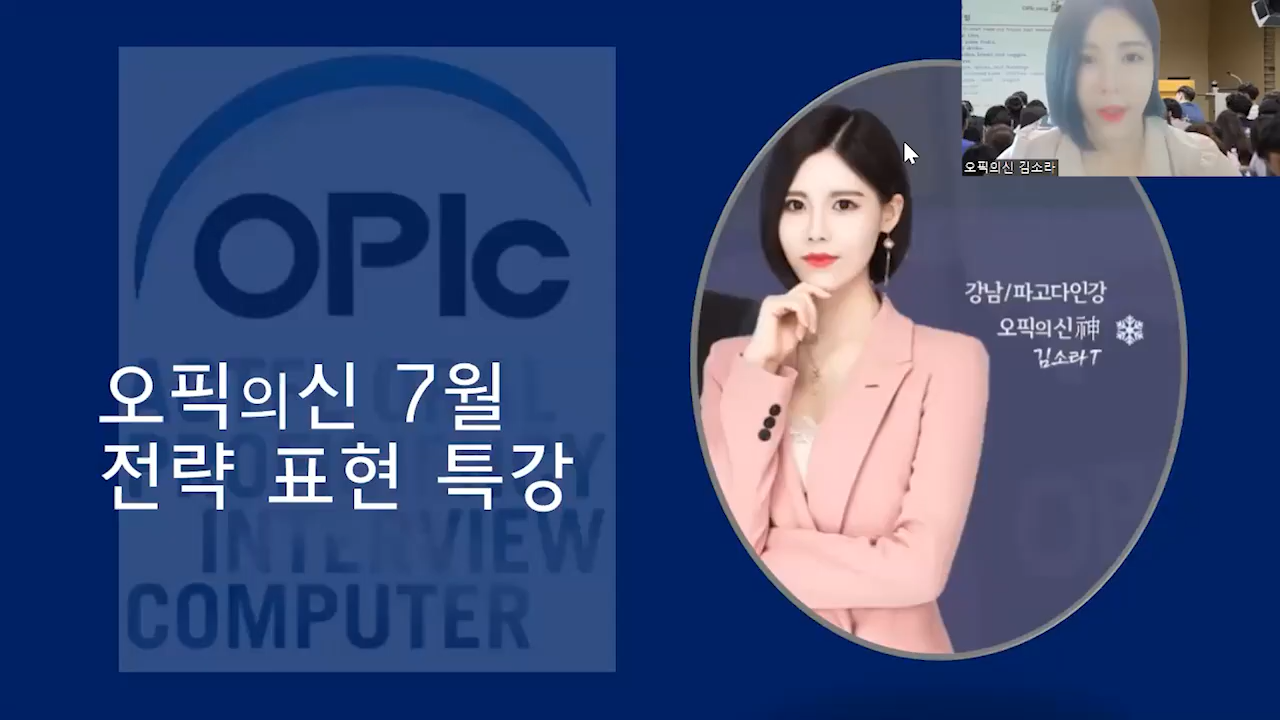 OPIc
오픽의신 7월
전략 表현 특강
INTERVIEW
COMPUTER
강남/파고다인강
오픽의신神
김소라T
오픽의신 김소라